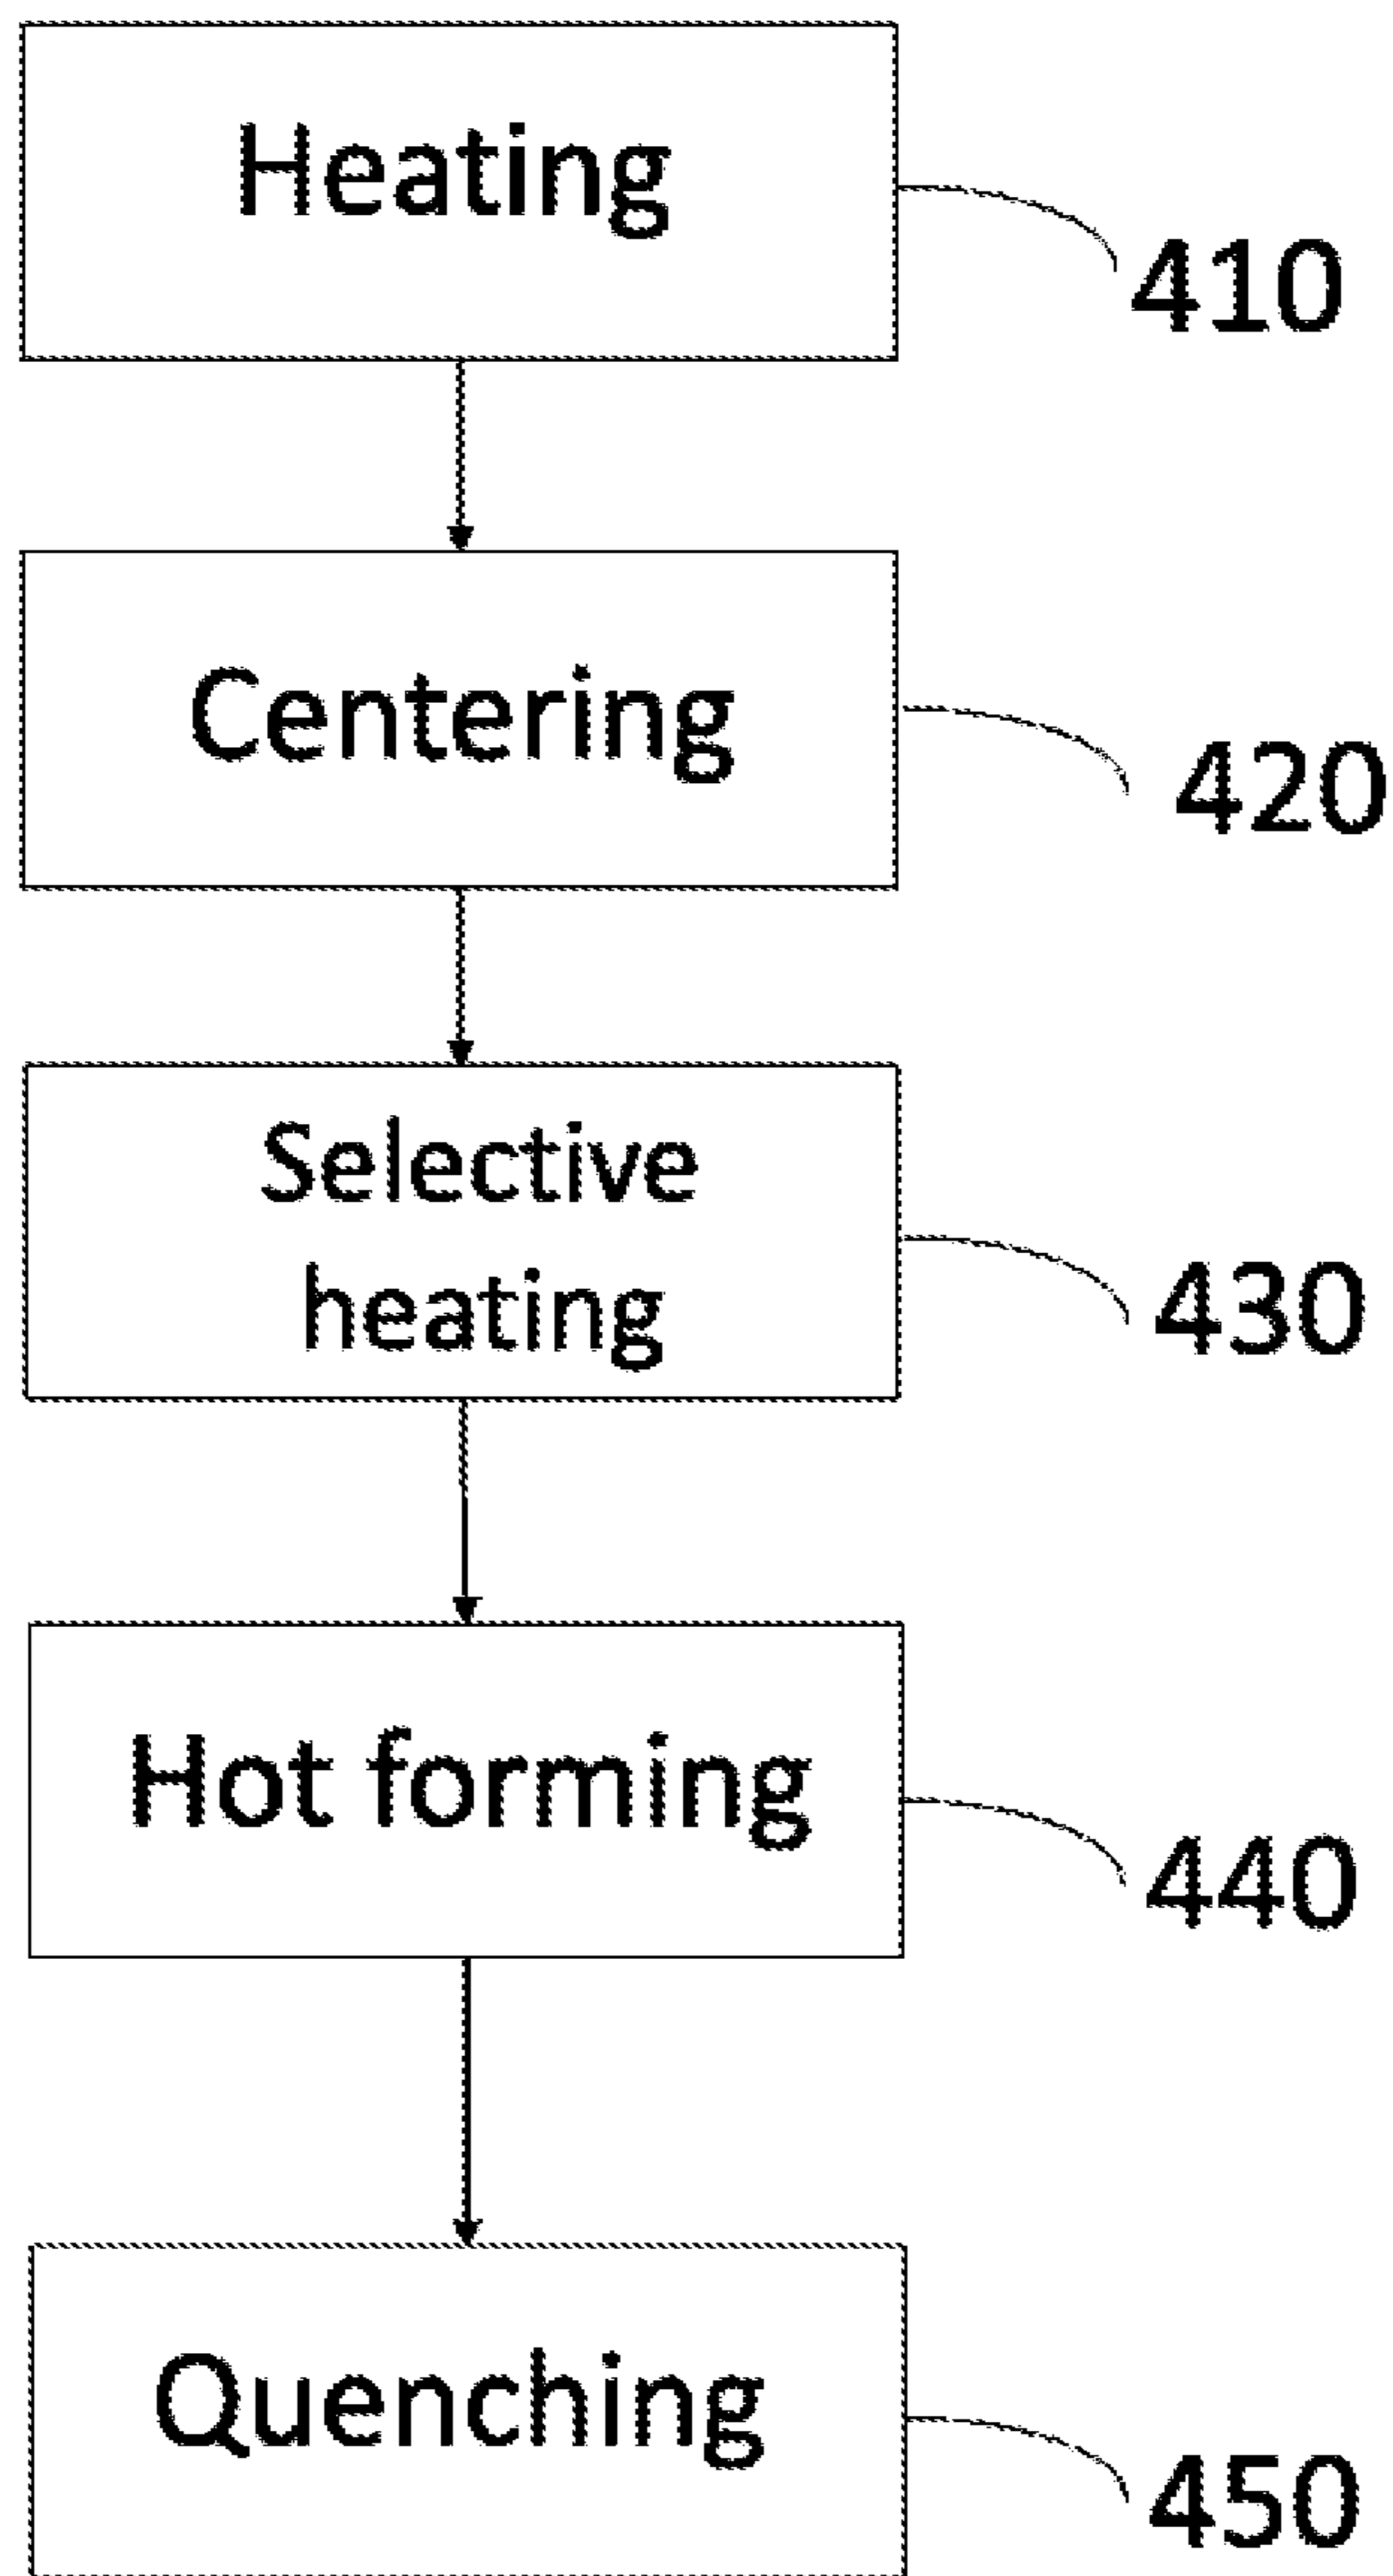 Heating
410
Centering
420
Selective
heating
430
Hot forming
440
Quenching
450